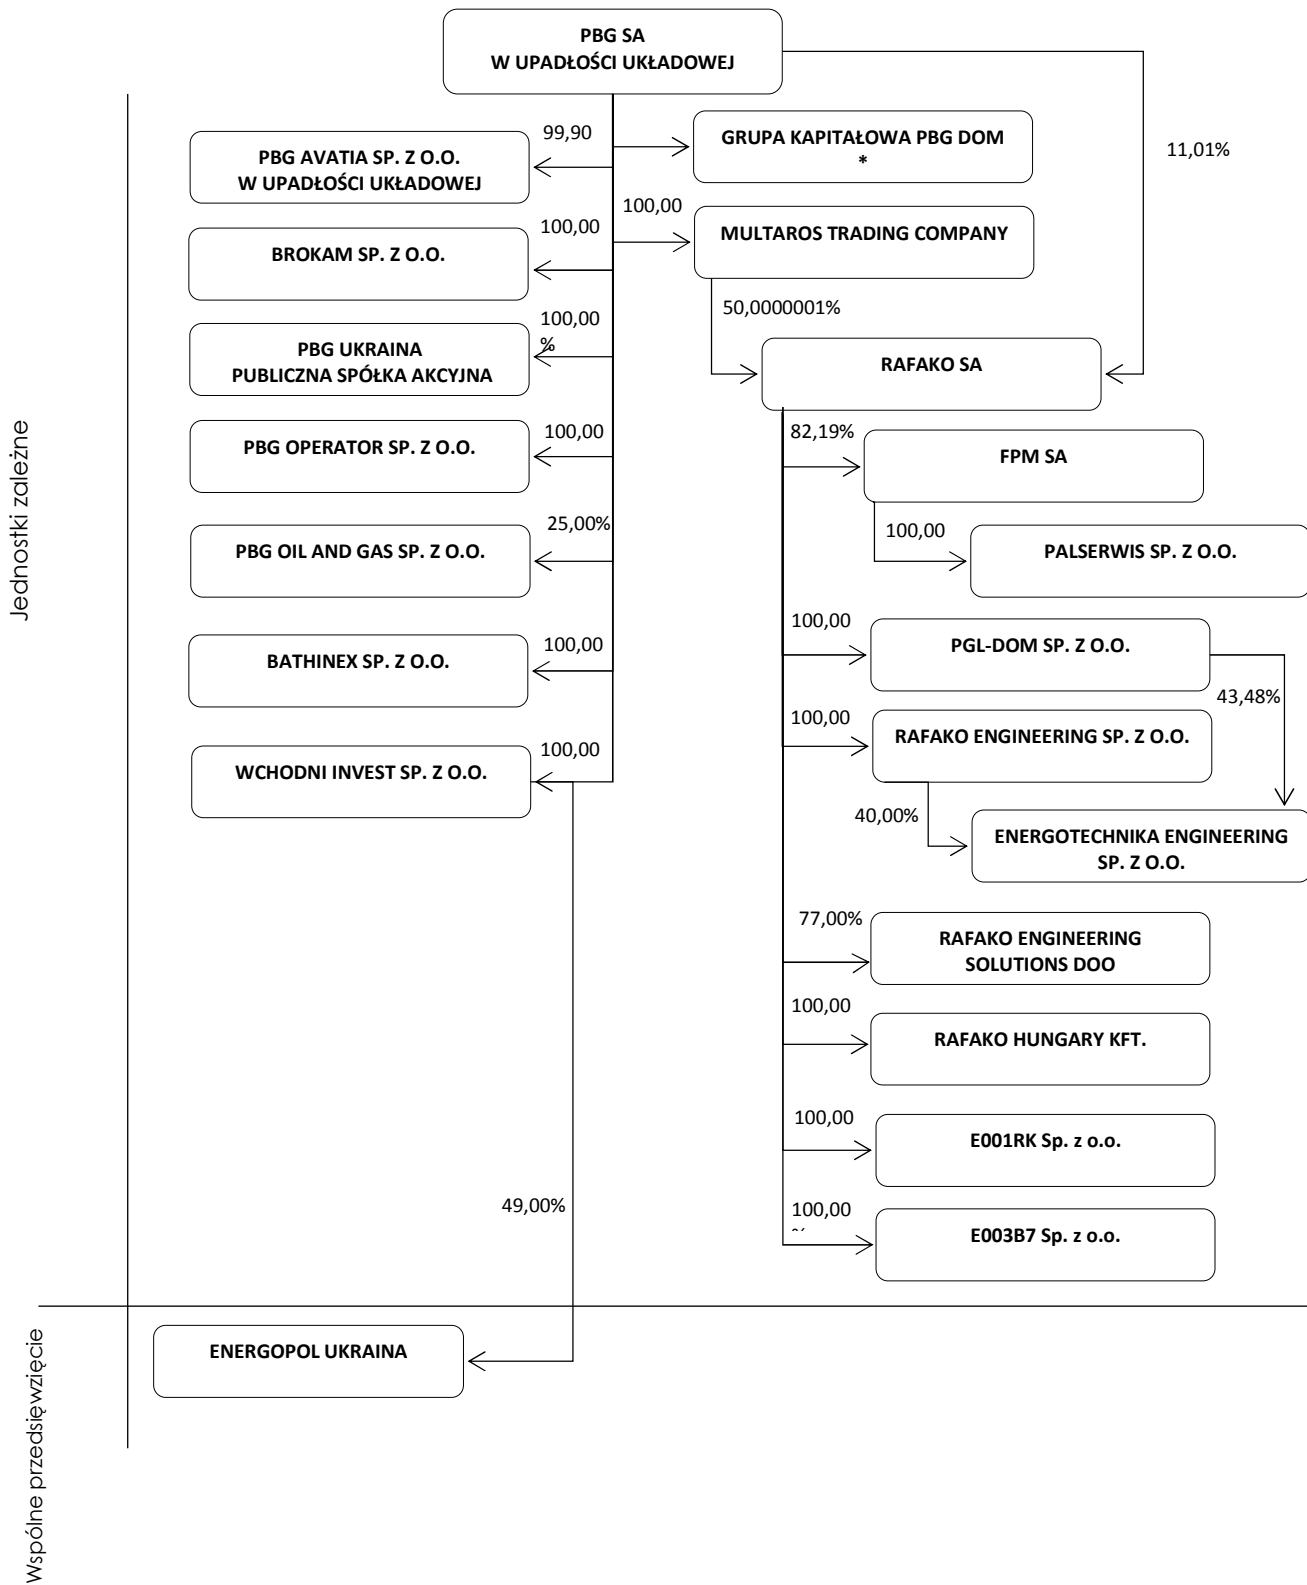 PBG SA
W UPADŁOŚCI UKŁADOWEJ
99,90
PBG AVATIA SP. Z O.O.
W UPADŁOŚCI UKŁADOWEJ
GRUPA KAPITAŁOWA PBG DOM
*
11,01%
100,00
BROKAM SP. Z O.O.
100,00
MULTAROS TRADING COMPANY
50,0000001%
100,00
%
PBG UKRAINA
PUBLICZNA SPÓŁKA AKCYJNA
RAFAKO SA
Jednostki zależne
100,00
PBG OPERATOR SP. Z O.O.
82,19%
FPM SA
25,00%
PBG OIL AND GAS SP. Z O.O.
100,00
PALSERWIS SP. Z O.O.
100,00
BATHINEX SP. Z O.O.
100,00
PGL-DOM SP. Z O.O.
43,48%
100,00
WCHODNI INVEST SP. Z O.O.
100,00
RAFAKO ENGINEERING SP. Z O.O.
40,00%
ENERGOTECHNIKA ENGINEERING
SP. Z O.O.
77,00%
RAFAKO ENGINEERING
SOLUTIONS DOO
100,00
RAFAKO HUNGARY KFT.
100,00
E001RK Sp. z o.o.
49,00%
100,00
E003B7 Sp. z o.o.
Wspólne przedsięwzięcie
ENERGOPOL UKRAINA